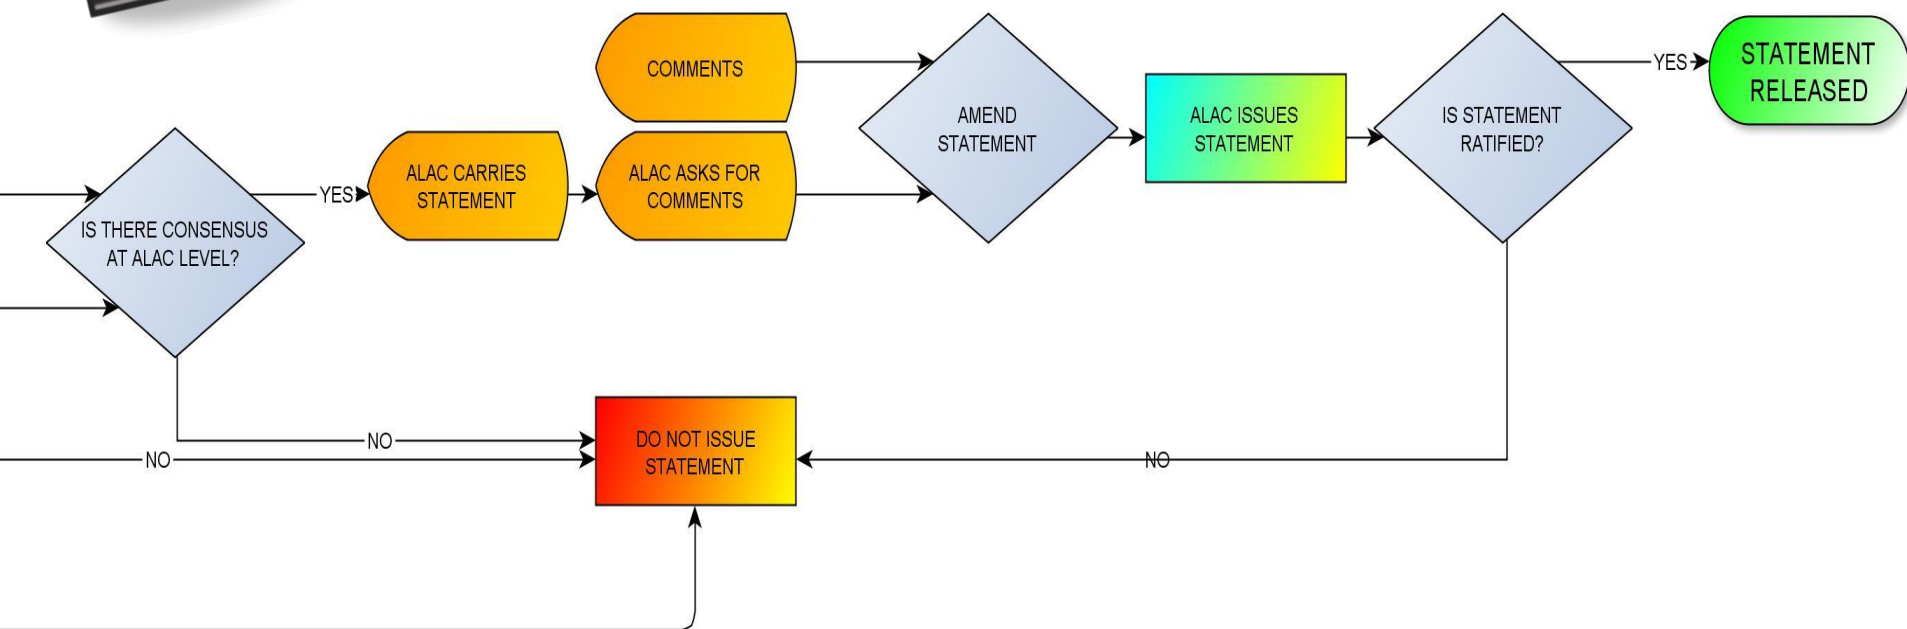 COMMENTS
AMEND
STATEMENT
ALAC ISSUES
STATEMENT
IS STATEMENT
RATIFIED?
YES
STATEMENT
RELEASED
IS THERE CONSENSUS
AT ALAC LEVEL?
YES
ALAC CARRIES
STATEMENT
ALAC ASKS FOR
COMMENTS
NO
NO
DO NOT ISSUE
STATEMENT
NO